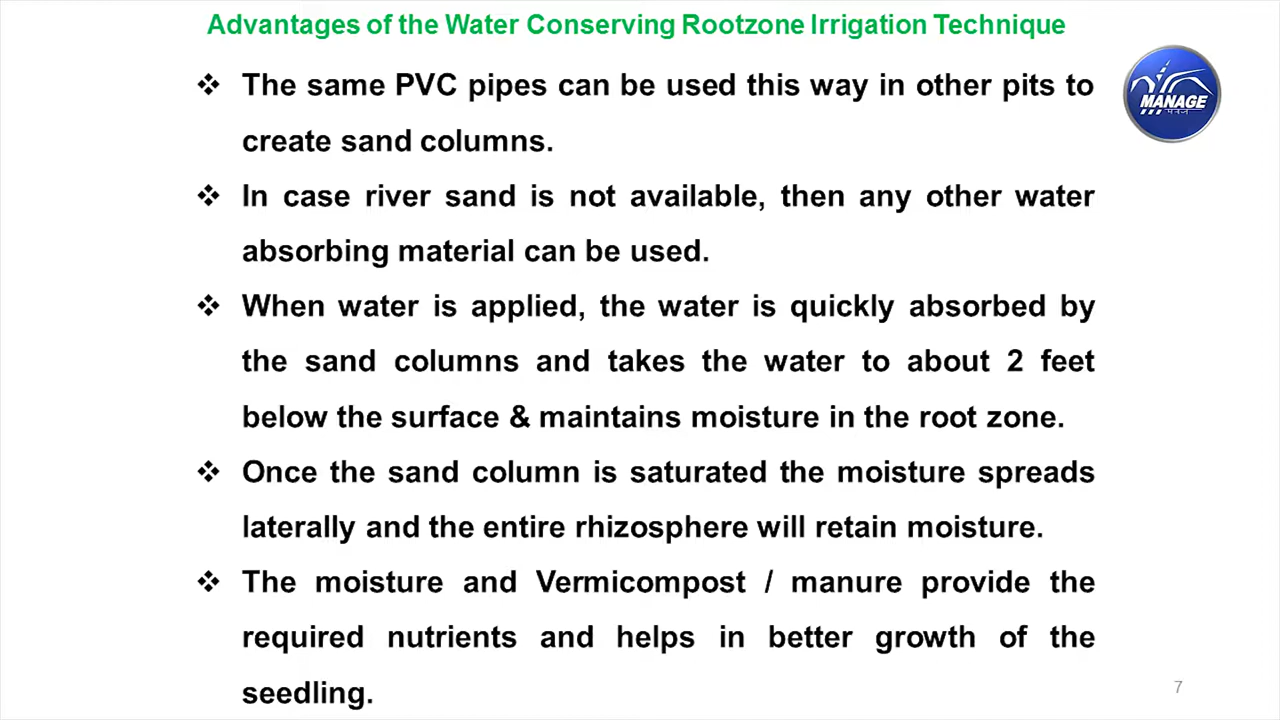 Advantages of the Water Conserving Rootzone Irrigation Technique
❖ The same PVC pipes can be used this way in other pits to
create sand columns.
❖ In case river sand is not available, then any other water
absorbing material can be used.
❖ When water is applied, the water is quickly absorbed by
the sand columns and takes the water to about 2 feet
below the surface & maintains moisture in the root zone.
❖ Once the sand column is saturated the moisture spreads
laterally and the entire rhizosphere will retain moisture.
❖ The moisture and Vermicompost / manure provide the
required nutrients and helps in better growth of the
seedling.
MANAGE
7